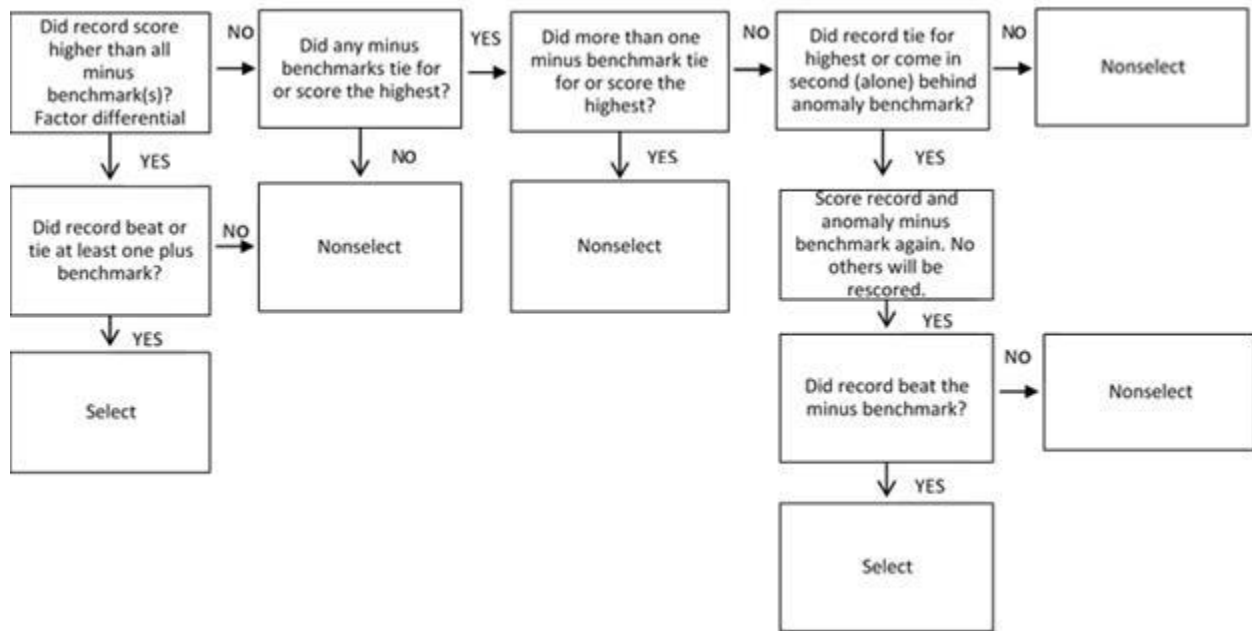 Did record score
higher than all
minus
benchmark(s)?
Factor differential
NO
Did any minus
benchmarks tie for
or score the highest?
YES
Did more than one
minus benchmark tie
for or score the
highest?
NO
Did record tie for
highest or come in
second (alone) behind
anomaly benchmark?
NO
Nonselect
YES
NO
YES
YES
Did record beat or
tie at least one plus
benchmark?
NO
Nonselect
Nonselect
Score record and
anomaly minus
benchmark again. No
others will be
rescored.
YES
YES
Select
Did record beat the
minus benchmark?
NO
Nonselect
YES
Select